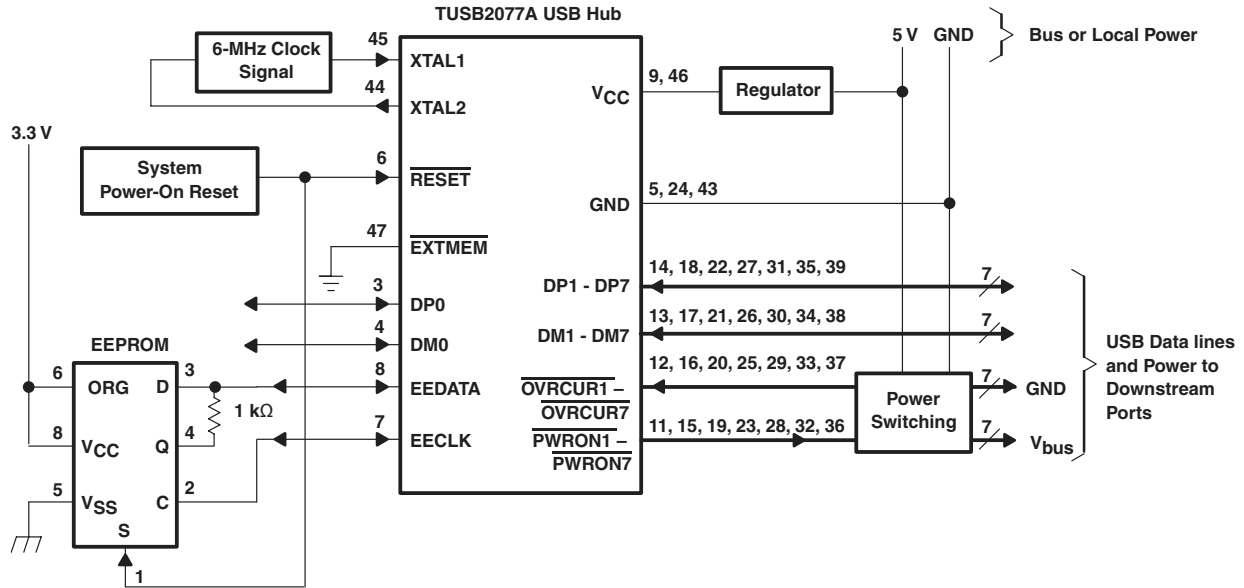 TUSB2077A USB Hub
6-MHz Clock
Signal
45
XTAL1
44
XTAL2
5 V GND
Bus or Local Power
9, 46
VCC
Regulator
3.3 V
System
Power-On Reset
6
RESET
5, 24, 43
GND
47
EXTMEM
14, 18, 22, 27, 31, 35, 39
DP1 - DP7
7
3
DP0
13, 17, 21, 26, 30, 34, 38
DM1 - DM7
7
4
DM0
USB Data lines
and Power to
Downstream
Ports
EEPROM
6
ORG
D
3
8
EEDATA
12, 16, 20, 25, 29, 33, 37
OVRCUR1 –
OVRCUR7
Power
Switching
7
GND
1 kΩ
8
VCC
Q
4
7
EECLK
11, 15, 19, 23, 28, 32, 36
PWRON1 –
PWRON7
7
Vbus
5
VSS
C
2
S
1